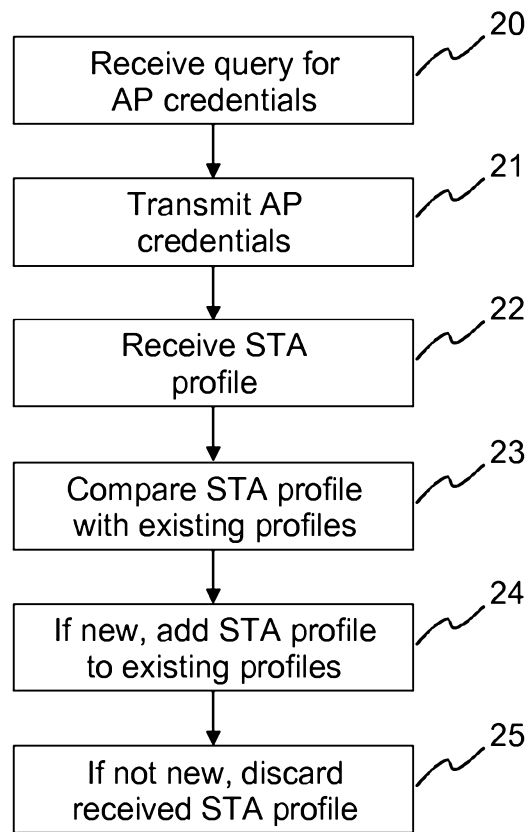 20
Receive query for
AP credentials
21
Transmit AP
credentials
22
Receive STA
profile
23
Compare STA profile
with existing profiles
24
If new, add STA profile
to existing profiles
25
If not new, discard
received STA profile